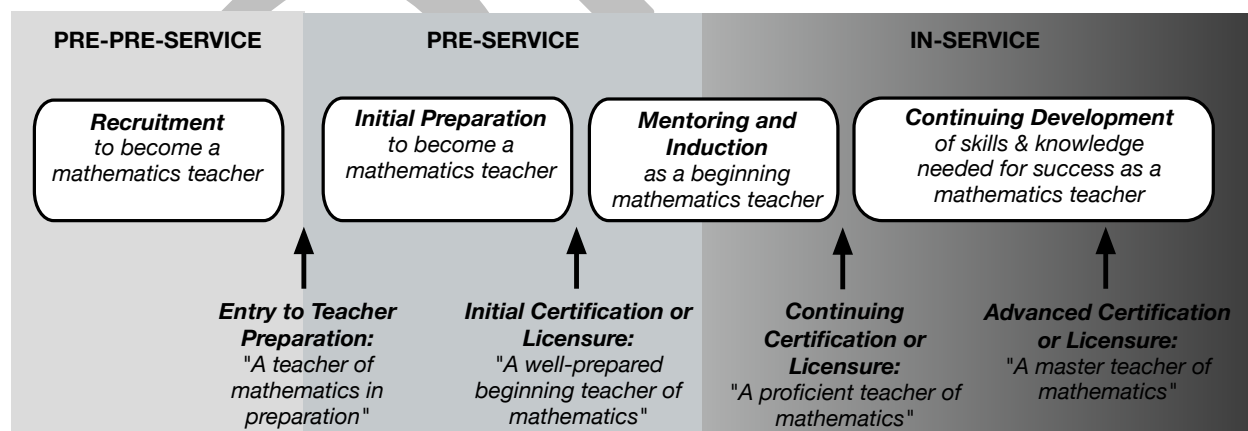 PRE-PRE-SERVICE
PRE-SERVICE
IN-SERVICE
Recruitment
to become a
mathematics teacher
Initial Preparation
to become a
mathematics teacher
Mentoring and
Induction
as a beginning
mathematics teacher
Continuing Development
of skills & knowledge
needed for success as a
mathematics teacher
Entry to Teacher
Preparation:
"A teacher of
mathematics in
preparation"
Initial Certification or
Licensure:
"A well-prepared
beginning teacher of
mathematics"
Continuing
Certification or
Licensure:
"A proficient teacher of
mathematics"
Advanced Certification
or Licensure:
"A master teacher of
mathematics"